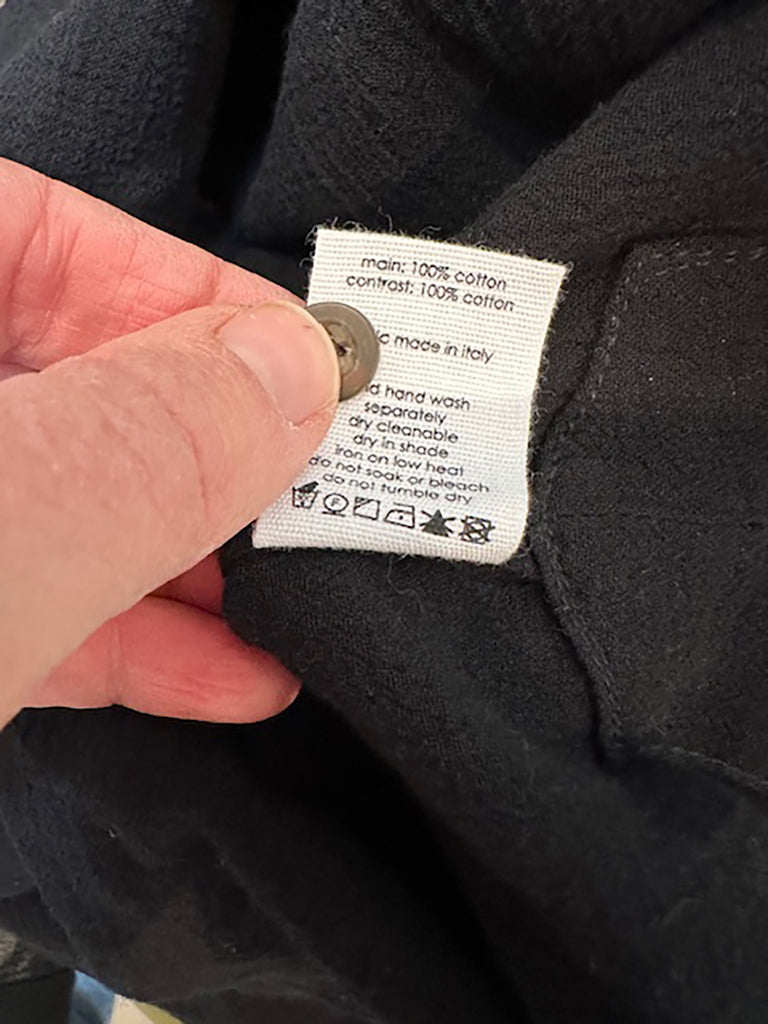 main: 100% cotton
contrast: 100% cotton
made in italy
hand wash
separately
dry cleanable
dry in shade
iron on low heat
do not soak or bleach
do not tumble dry
F